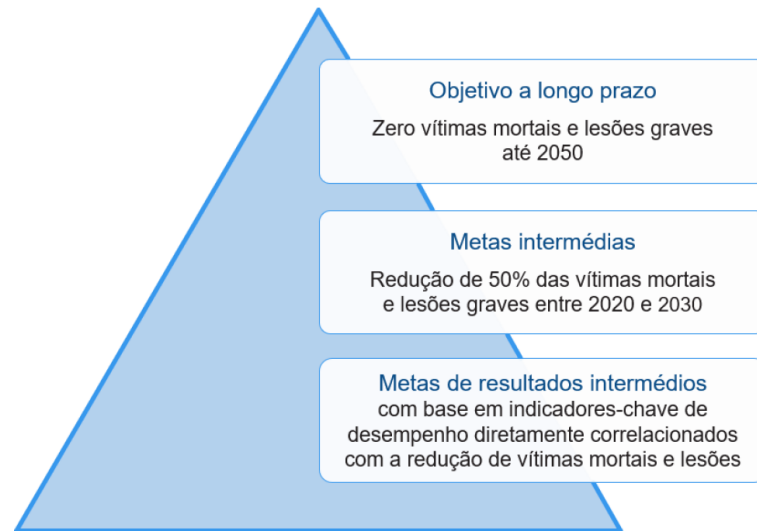 Objetivo a longo prazo
Zero vítimas mortais e lesões graves
até 2050
Metas intermédias
Redução de 50% das vítimas mortais
e lesões graves entre 2020 e 2030
Metas de resultados intermédios
com base em indicadores-chave de
desempenho diretamente correlacionados
com a redução de vítimas mortais e lesões